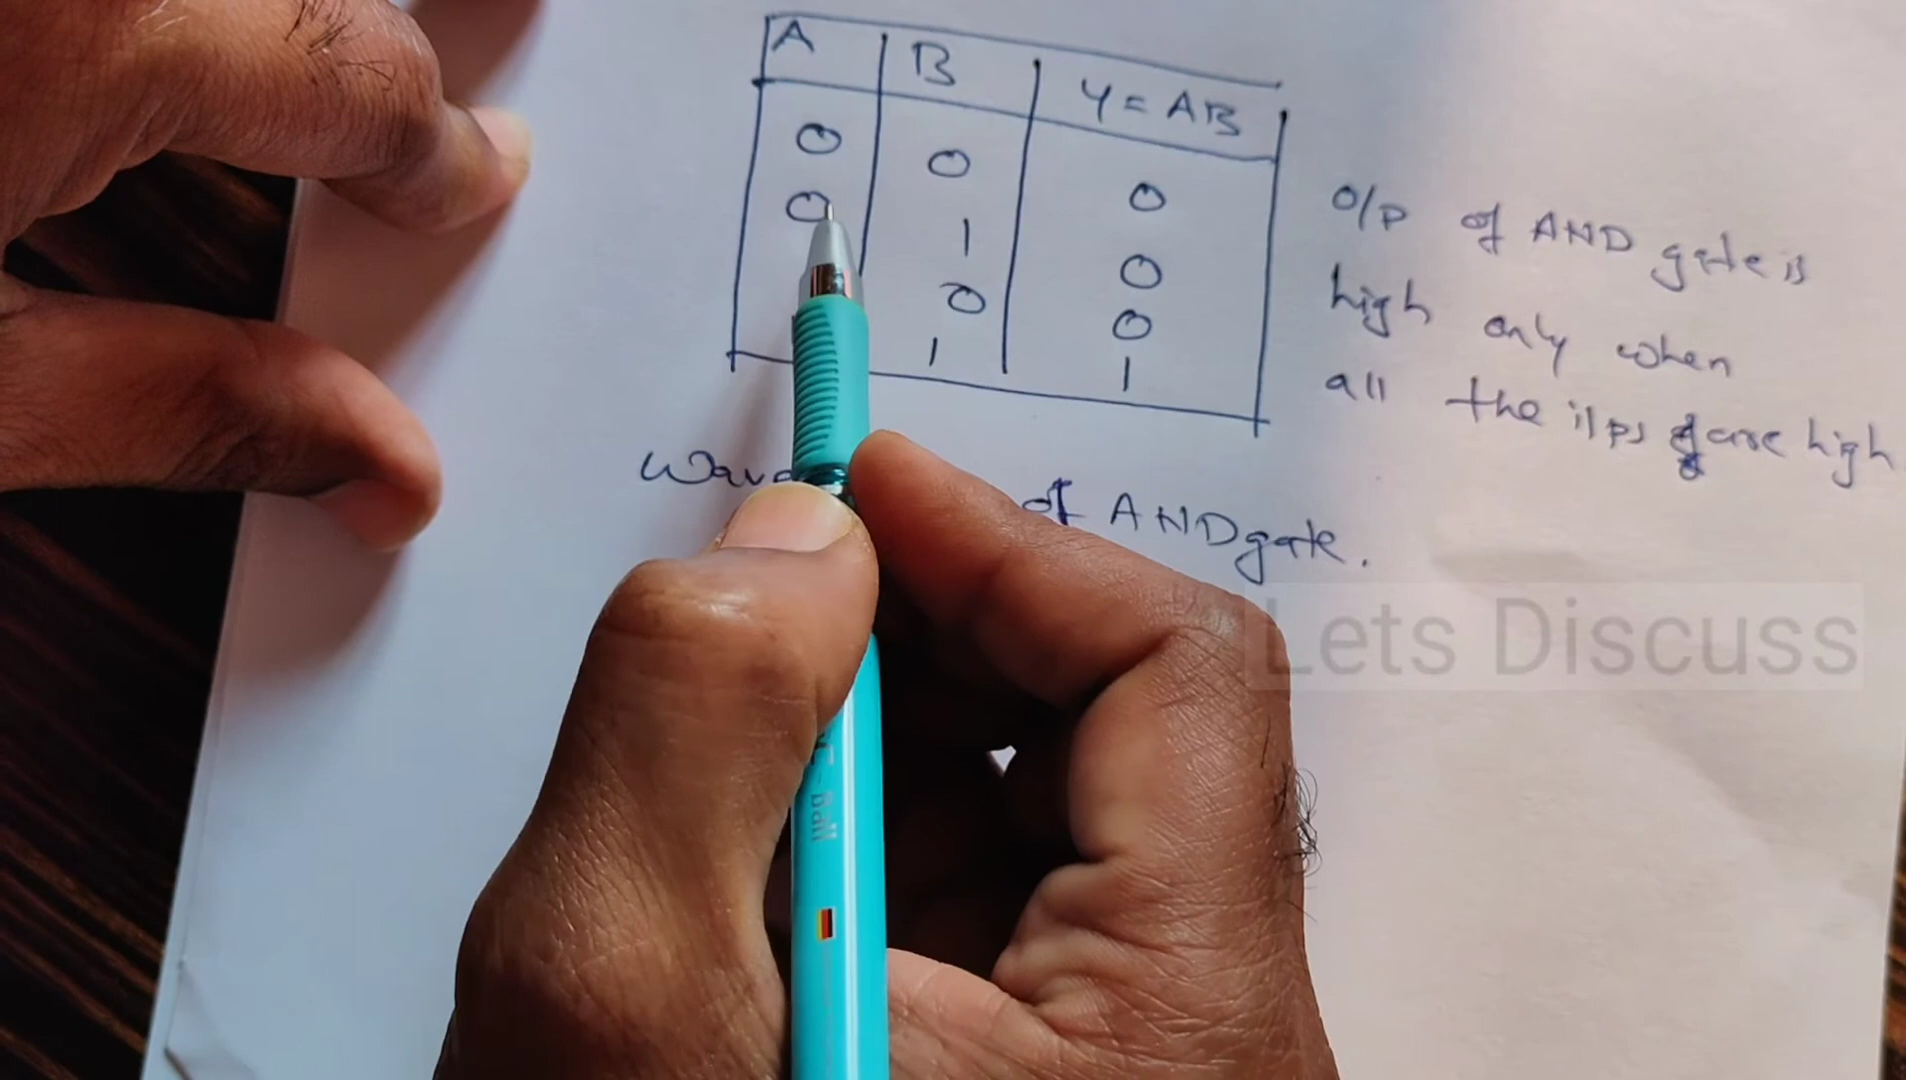 A B Y = AB
0 0 0
0 1 0
0 0
1 1
O/P of AND gate is
high only when
all the i/ps are high
of AND gate.
Lets Discuss
Ball